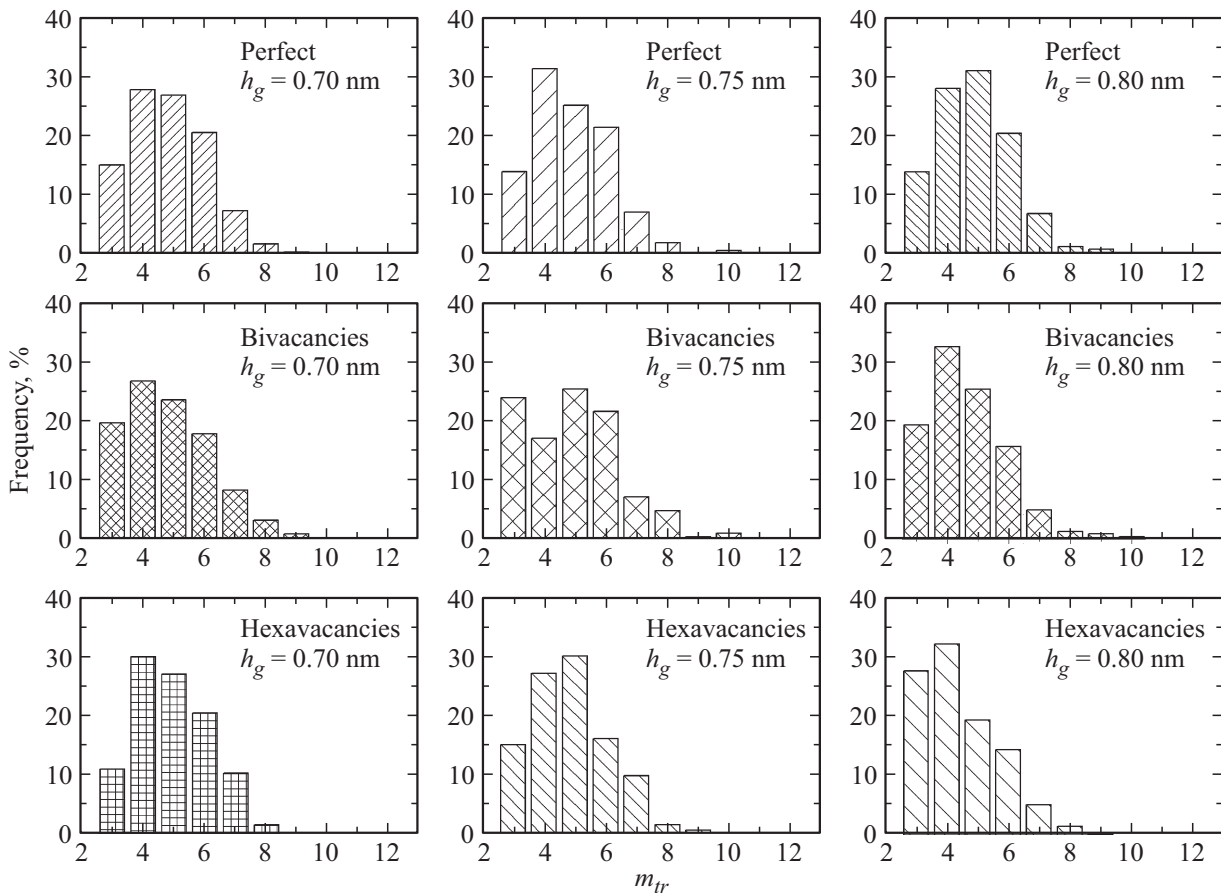 40
30
20
10
0
2 4 6 8 10 12
Perfect
h_g = 0.70 nm
40
30
20
10
0
2 4 6 8 10 12
Perfect
h_g = 0.75 nm
40
30
20
10
0
2 4 6 8 10 12
Perfect
h_g = 0.80 nm
Frequency, %
40
30
20
10
0
2 4 6 8 10 12
Bivacancies
h_g = 0.70 nm
40
30
20
10
0
2 4 6 8 10 12
Bivacancies
h_g = 0.75 nm
40
30
20
10
0
2 4 6 8 10 12
Bivacancies
h_g = 0.80 nm
40
30
20
10
0
2 4 6 8 10 12
Hexavacancies
h_g = 0.70 nm
40
30
20
10
0
2 4 6 8 10 12
Hexavacancies
h_g = 0.75 nm
40
30
20
10
0
2 4 6 8 10 12
Hexavacancies
h_g = 0.80 nm
m_tr